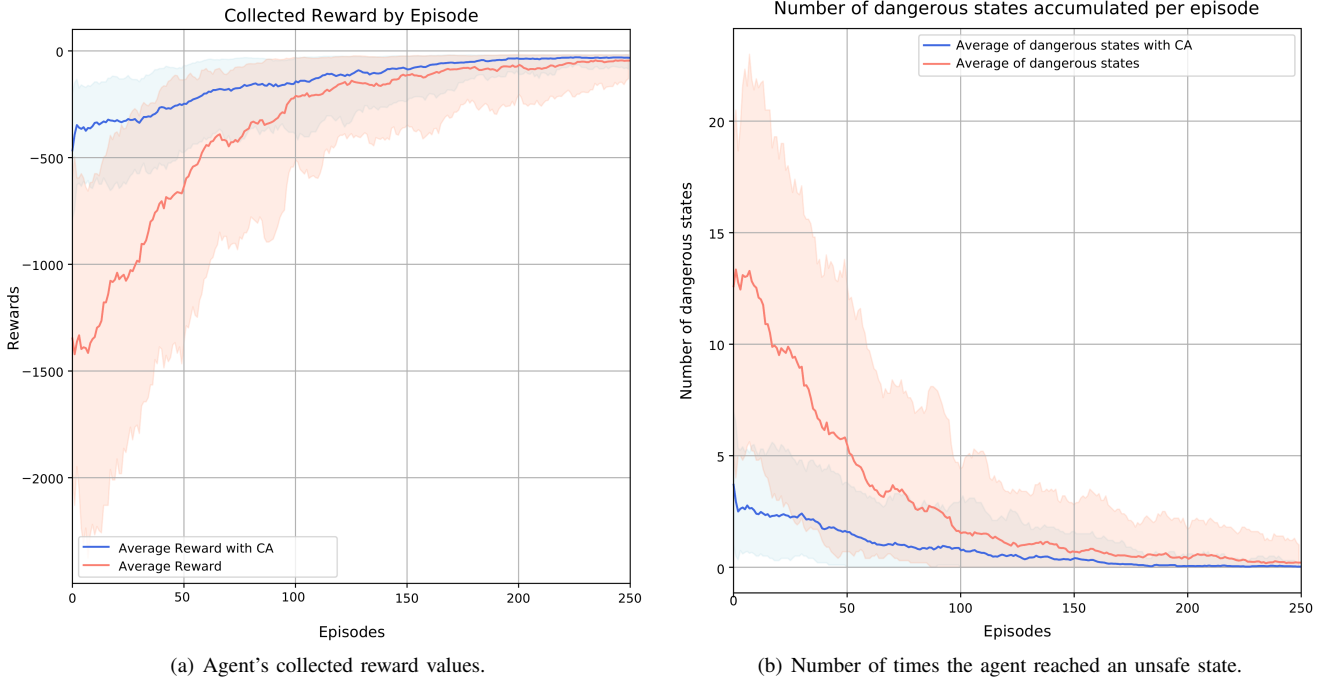 Collected Reward by Episode
Rewards
0
−500
−1000
−1500
−2000
Average Reward with CA
Average Reward
0 50 100 150 200 250
Episodes
(a) Agent's collected reward values.
Number of dangerous states accumulated per episode
Number of dangerous states
Average of dangerous states with CA
Average of dangerous states
20
15
10
5
0
0 50 100 150 200 250
Episodes
(b) Number of times the agent reached an unsafe state.